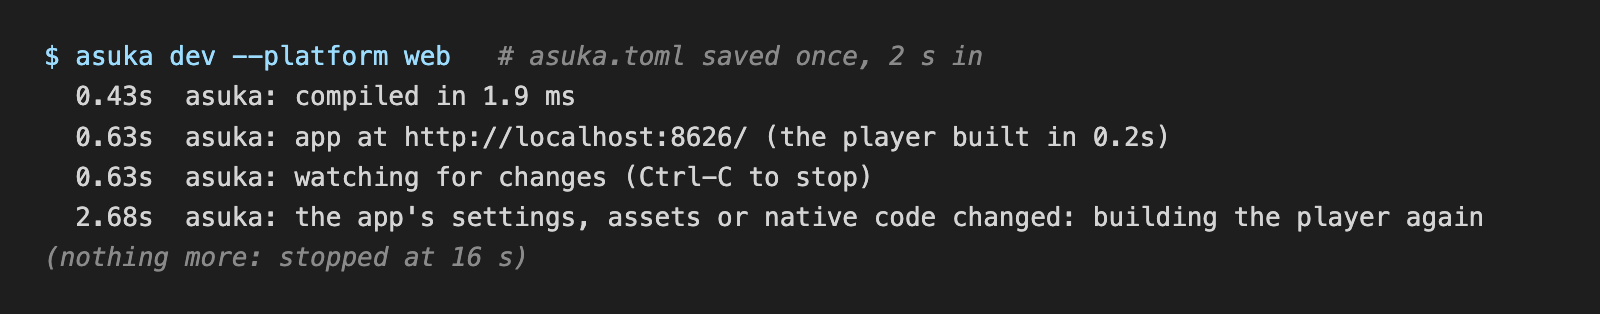 $ asuka dev --platform web   # asuka.toml saved once, 2 s in
  0.43s  asuka: compiled in 1.9 ms
  0.63s  asuka: app at http://localhost:8626/ (the player built in 0.2s)
  0.63s  asuka: watching for changes (Ctrl-C to stop)
  2.68s  asuka: the app's settings, assets or native code changed: building the player again
(nothing more: stopped at 16 s)